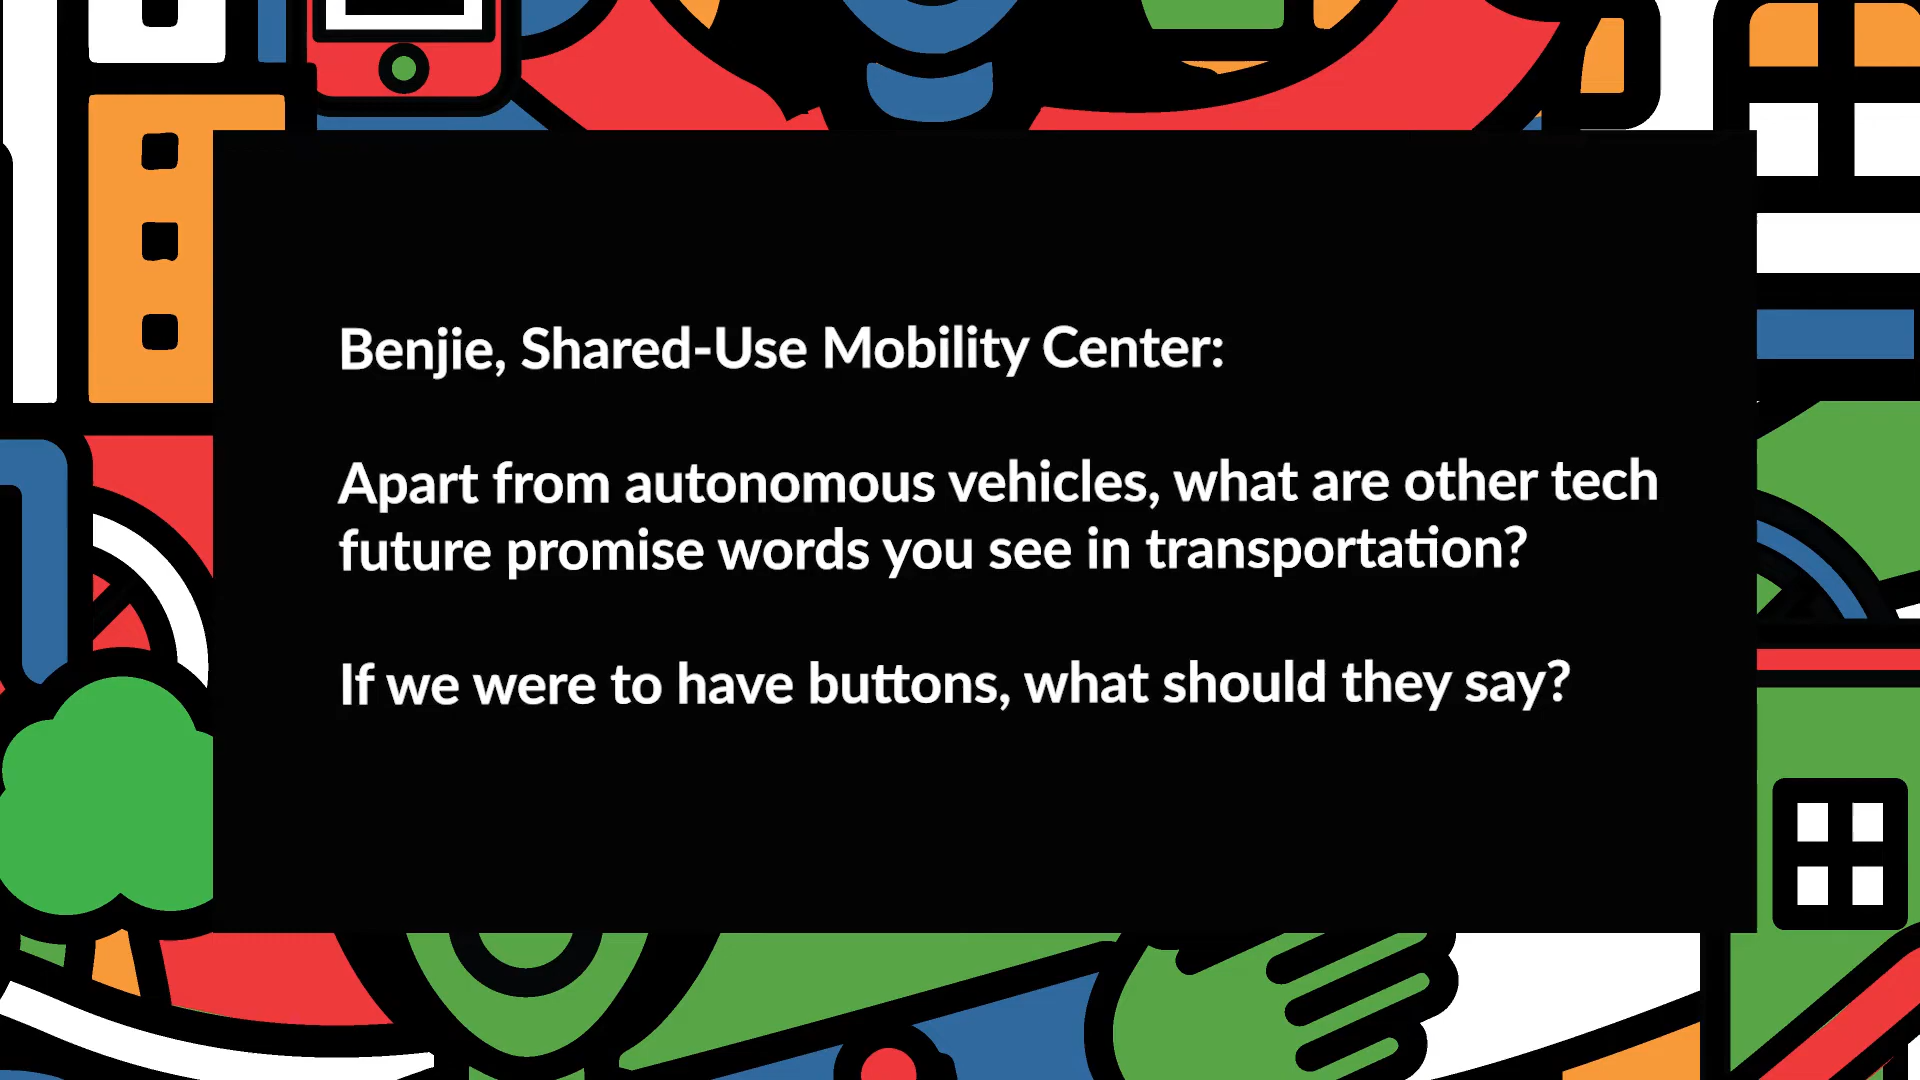 Benjie, Shared-Use Mobility Center:
Apart from autonomous vehicles, what are other tech
future promise words you see in transportation?
If we were to have buttons, what should they say?